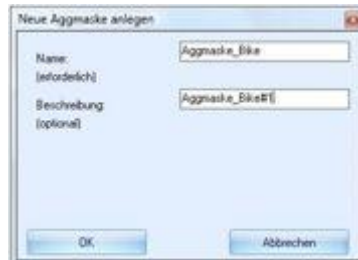 Neue Aggmaske anlegen
Name: Aggmaske_Bike
(erforderlich)
Beschreibung: Aggmaske_Bike#1
(optional)
OK Abbrechen